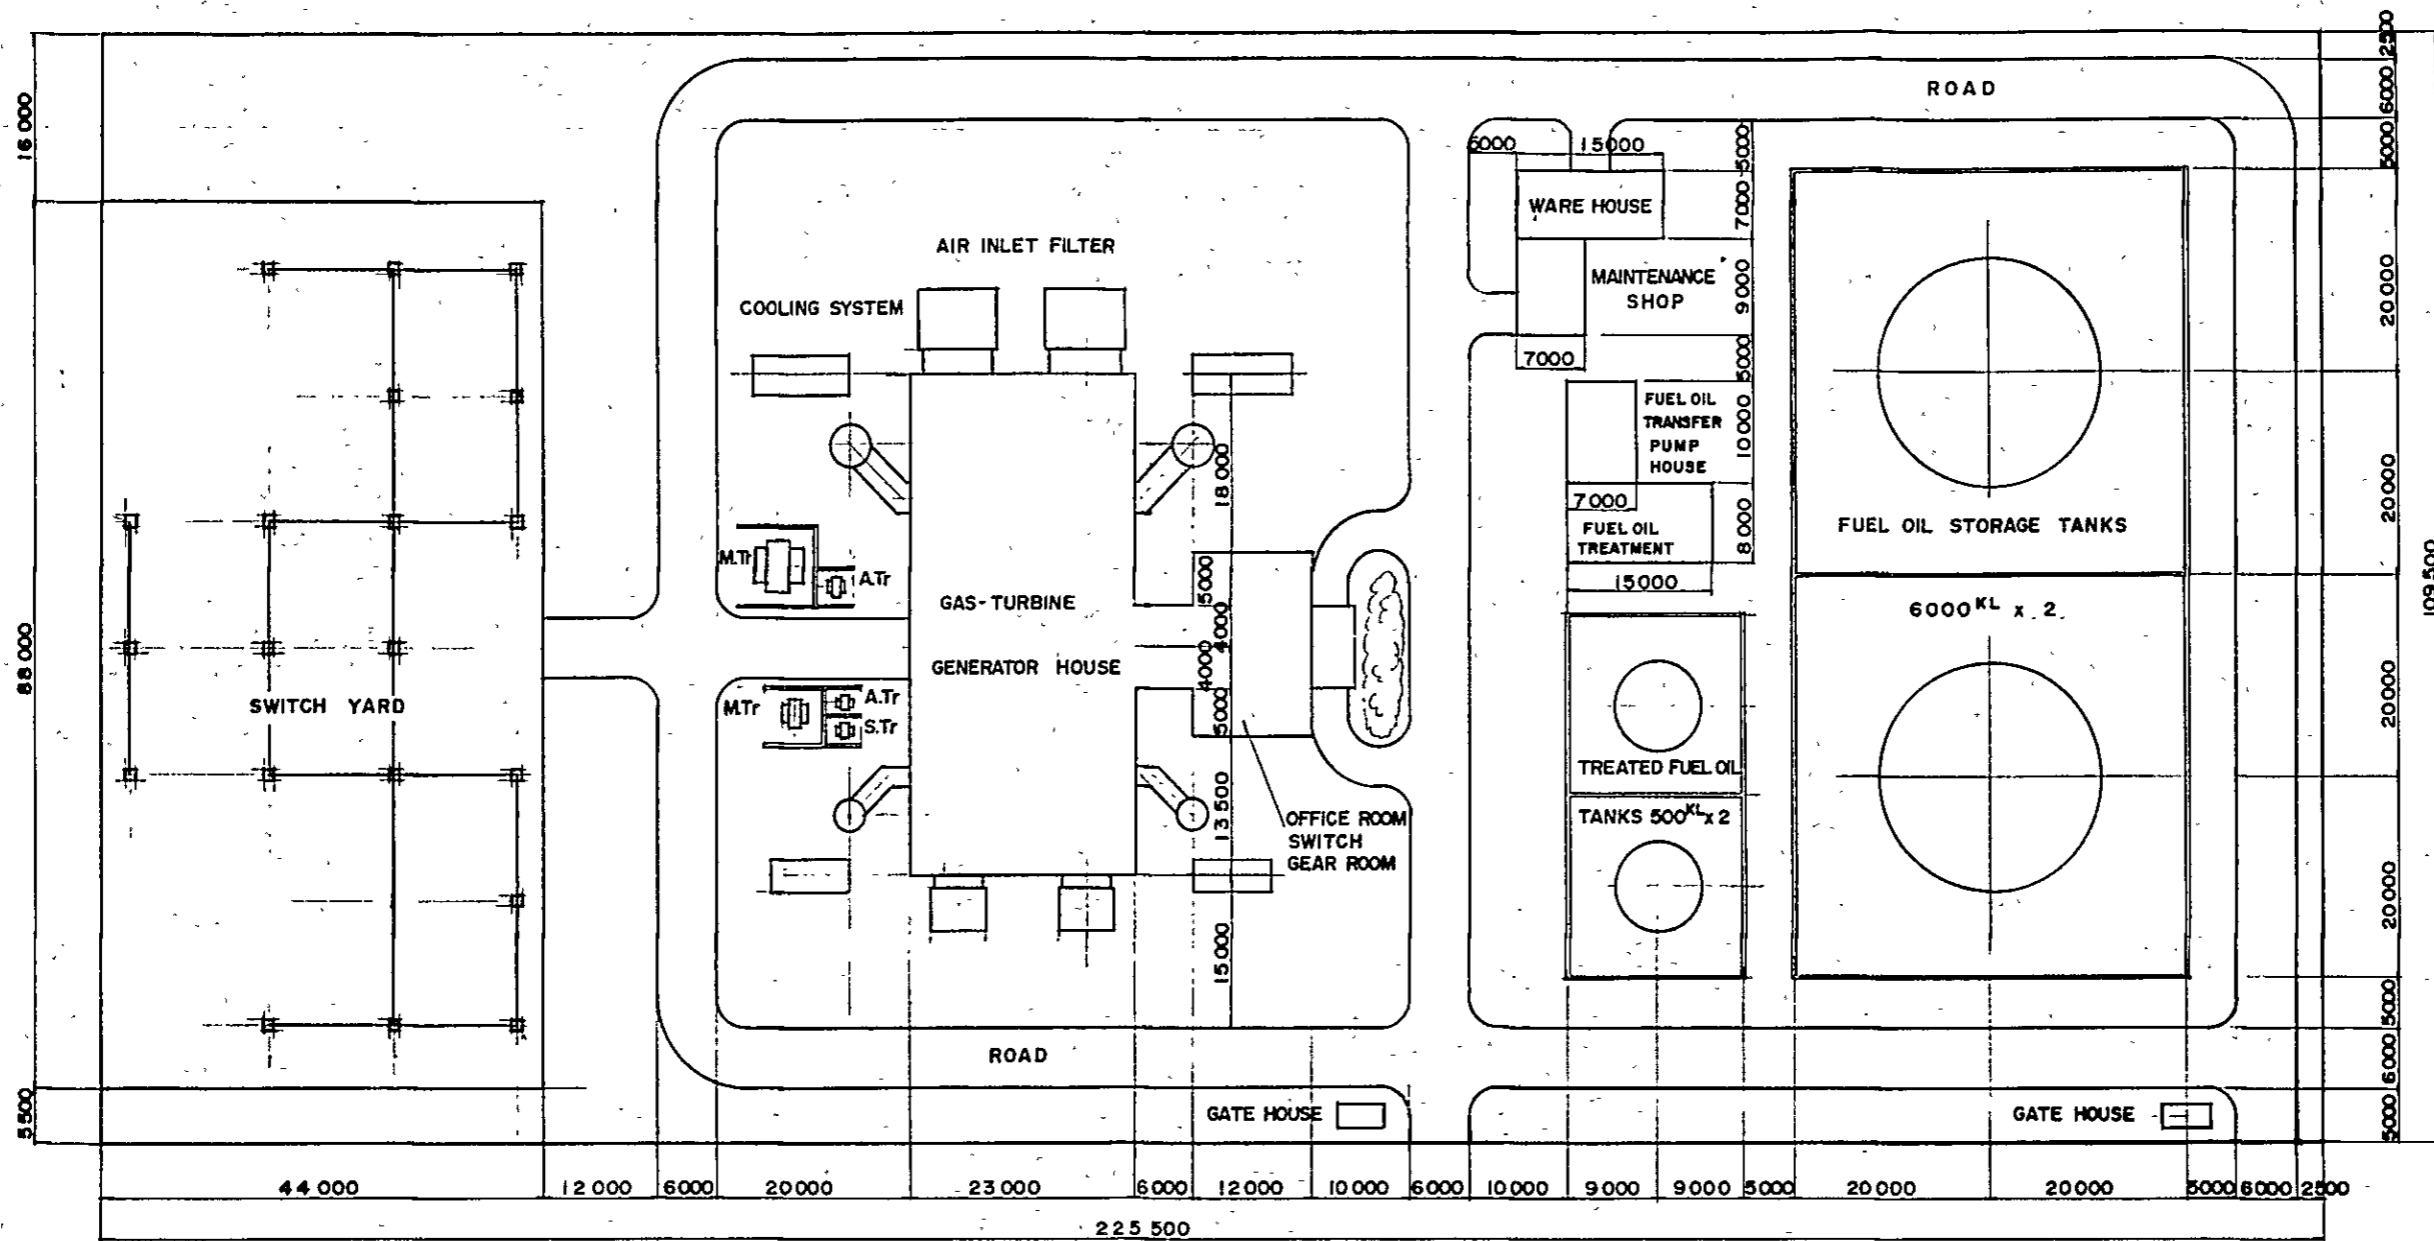 2500
ROAD
6000
16 000
5000
6000
15000
5000
WARE HOUSE
7000
AIR INLET FILTER
MAINTENANCE
SHOP
9000
20000
COOLING SYSTEM
7000
5000
FUEL OIL
TRANSFER
PUMP
HOUSE
10000
18000
20000
7000
FUEL OIL
TREATMENT
8000
FUEL OIL STORAGE TANKS
M.Tr
A.Tr
5000
15000
109500
GAS-TURBINE
4000
6000KL x 2
88 000
GENERATOR HOUSE
4000
SWITCH YARD
M.Tr
A.Tr
S.Tr
5000
20000
TREATED FUEL OIL
13500
OFFICE ROOM
SWITCH
GEAR ROOM
TANKS 500KL x 2
20000
15000
5000
ROAD
6000
5500
GATE HOUSE
GATE HOUSE
5000
44 000
12 000
6000
20000
23 000
6000
12 000
10 000
6000
10000
9000
9000
5000
20000
20000
5000
6000
2500
225 500